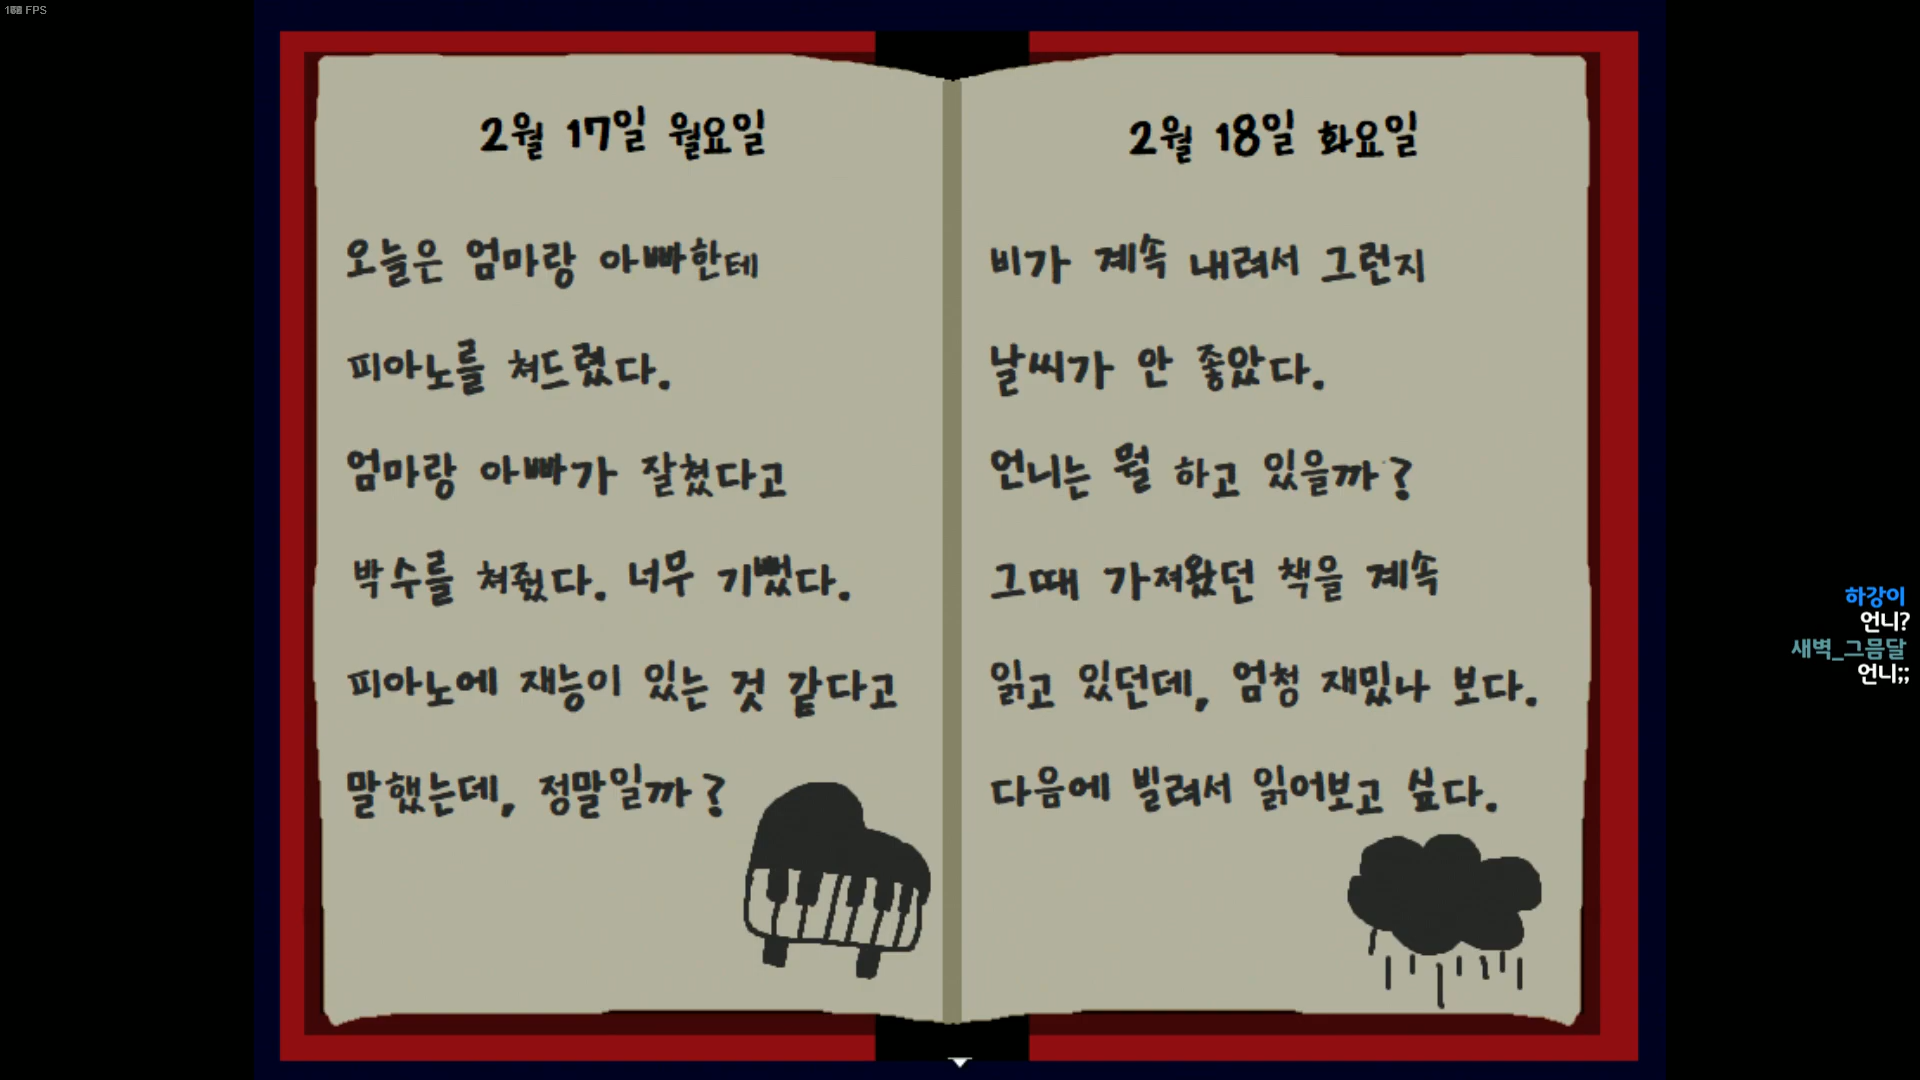 FPS
2월 17일 월요일
오늘은 엄마랑 아빠한테
피아노를 쳐드렸다.
엄마랑 아빠가 잘쳤다고
박수를 쳐줬다. 너무 기뻤다.
피아노에 재능이 있는 것 같다고
말했는데, 정말일까?
2월 18일 화요일
비가 계속 내려서 그런지
날씨가 안 좋았다.
언니는 뭘 하고 있을까?
그때 가져왔던 책을 계속
읽고 있던데, 엄청 재밌나 보다.
다음에 빌려서 읽어보고 싶다.
하강이
언니?
새벽_그믐달
언니;;